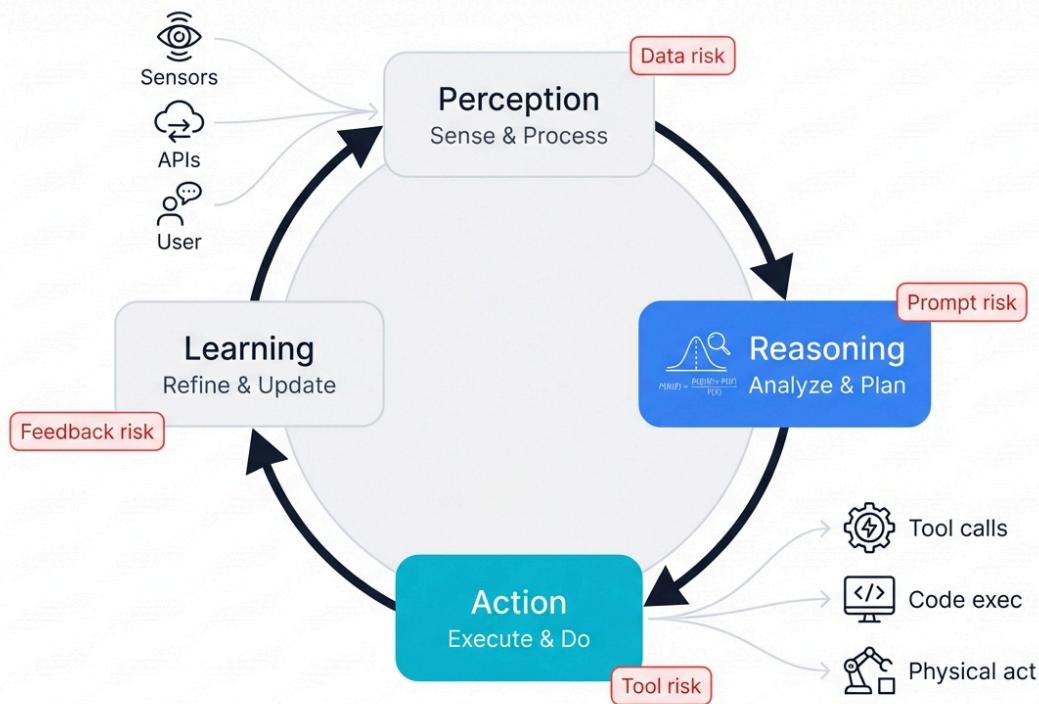 Sensors
APIs
User
Data risk
Perception
Sense & Process
Prompt risk
Reasoning
Analyze & Plan
Learning
Refine & Update
Feedback risk
Action
Execute & Do
Tool risk
Tool calls
</>
Code exec
Physical act